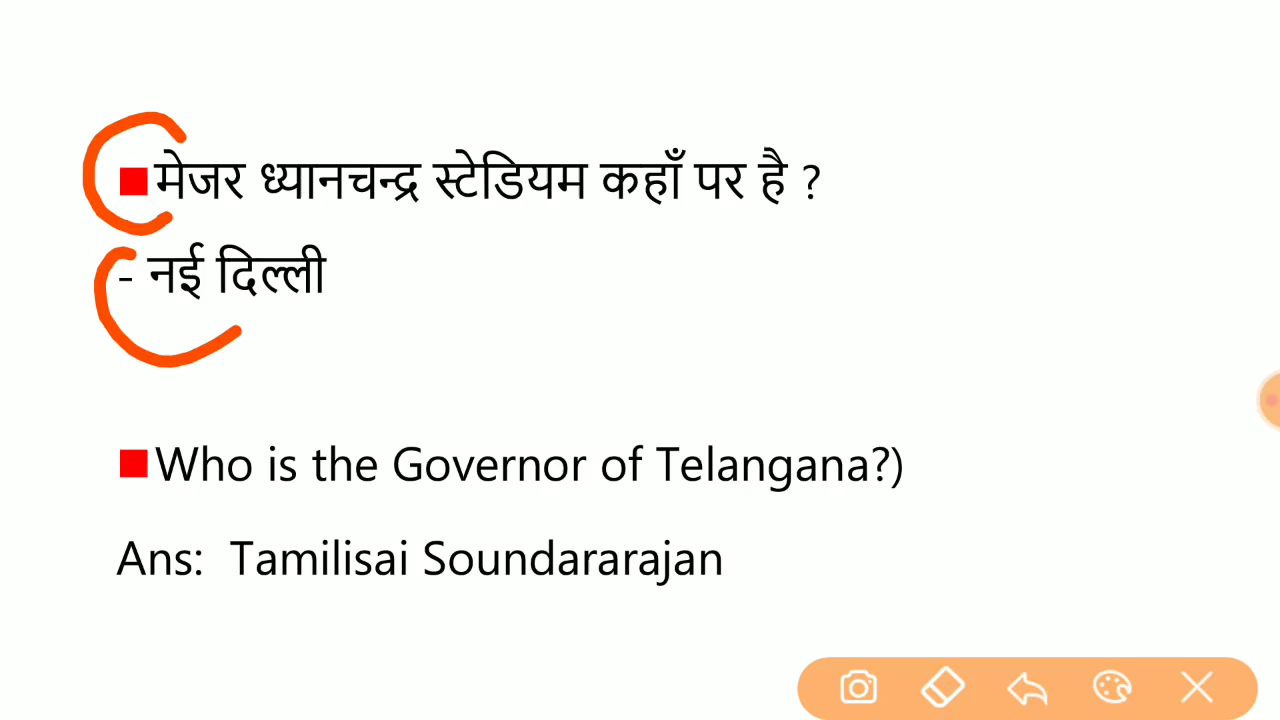 मेजर ध्यानचन्द्र स्टेडियम कहाँ पर है ?
- नई दिल्ली
Who is the Governor of Telangana?)
Ans: Tamilisai Soundararajan